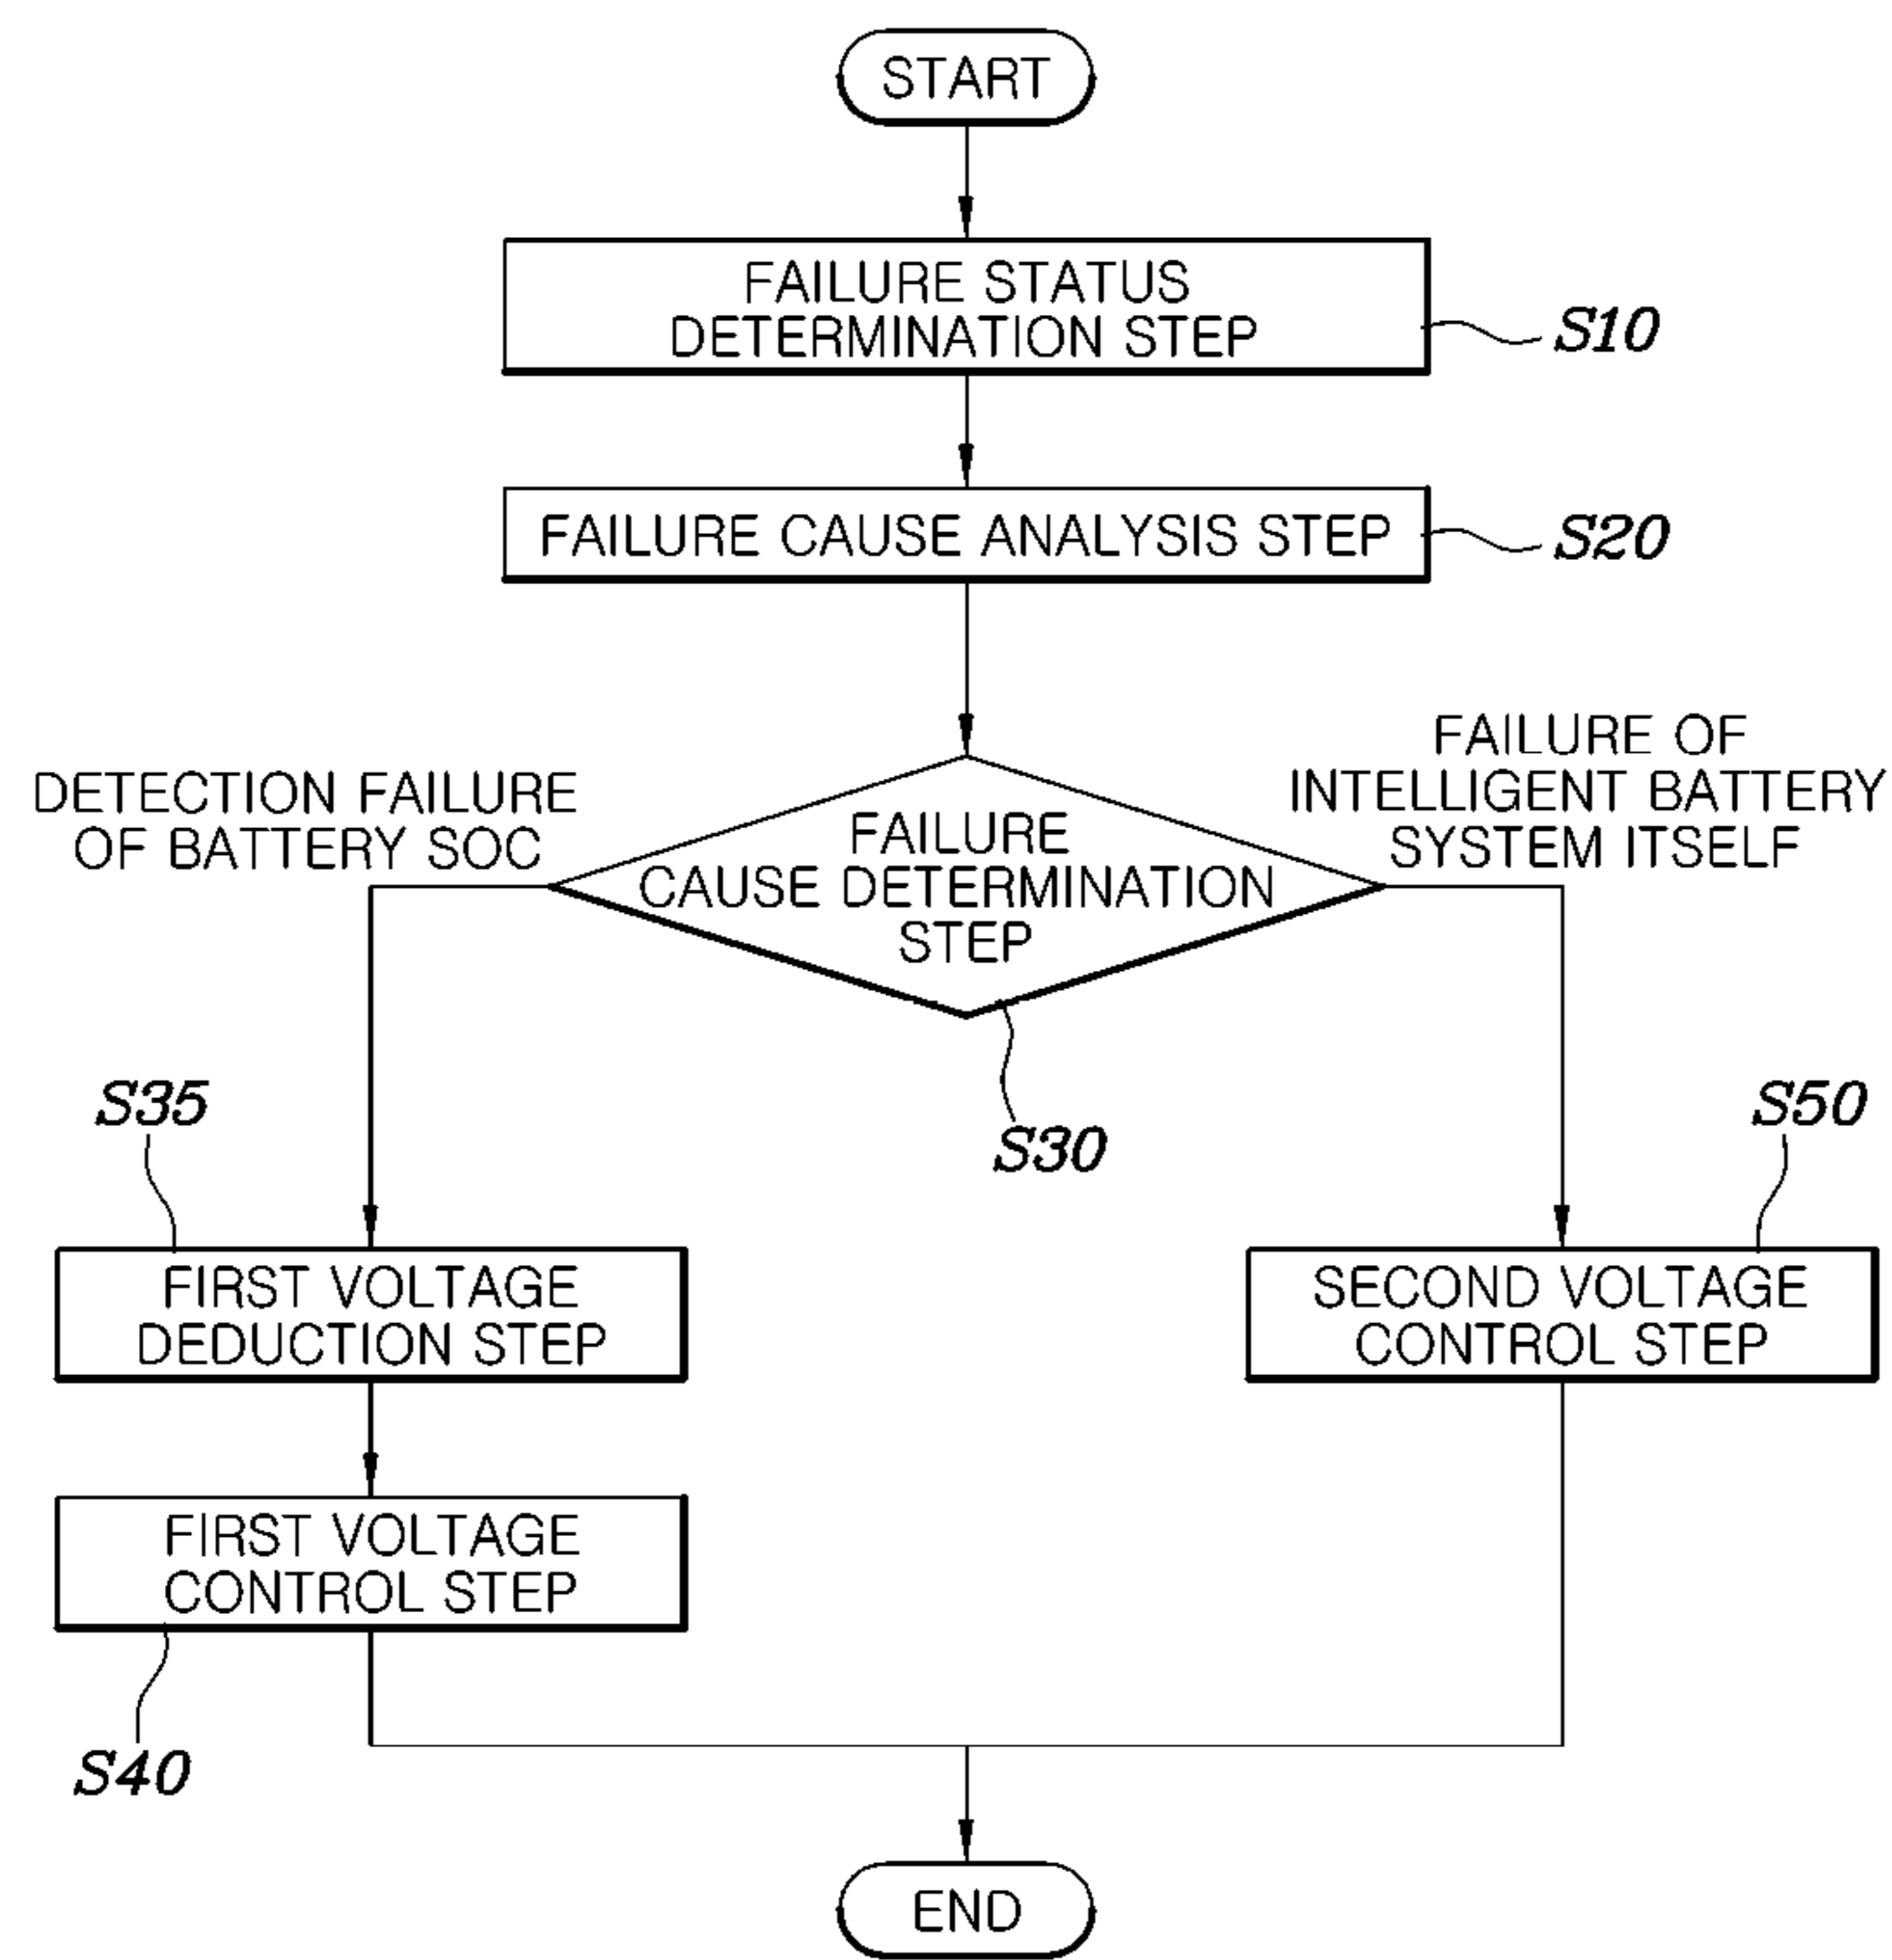 START
FAILURE STATUS
DETERMINATION STEP
S10
FAILURE CAUSE ANALYSIS STEP
S20
DETECTION FAILURE
OF BATTERY SOC
FAILURE
CAUSE DETERMINATION
STEP
FAILURE OF
INTELLIGENT BATTERY
SYSTEM ITSELF
S30
S35
FIRST VOLTAGE
DEDUCTION STEP
S50
SECOND VOLTAGE
CONTROL STEP
FIRST VOLTAGE
CONTROL STEP
S40
END